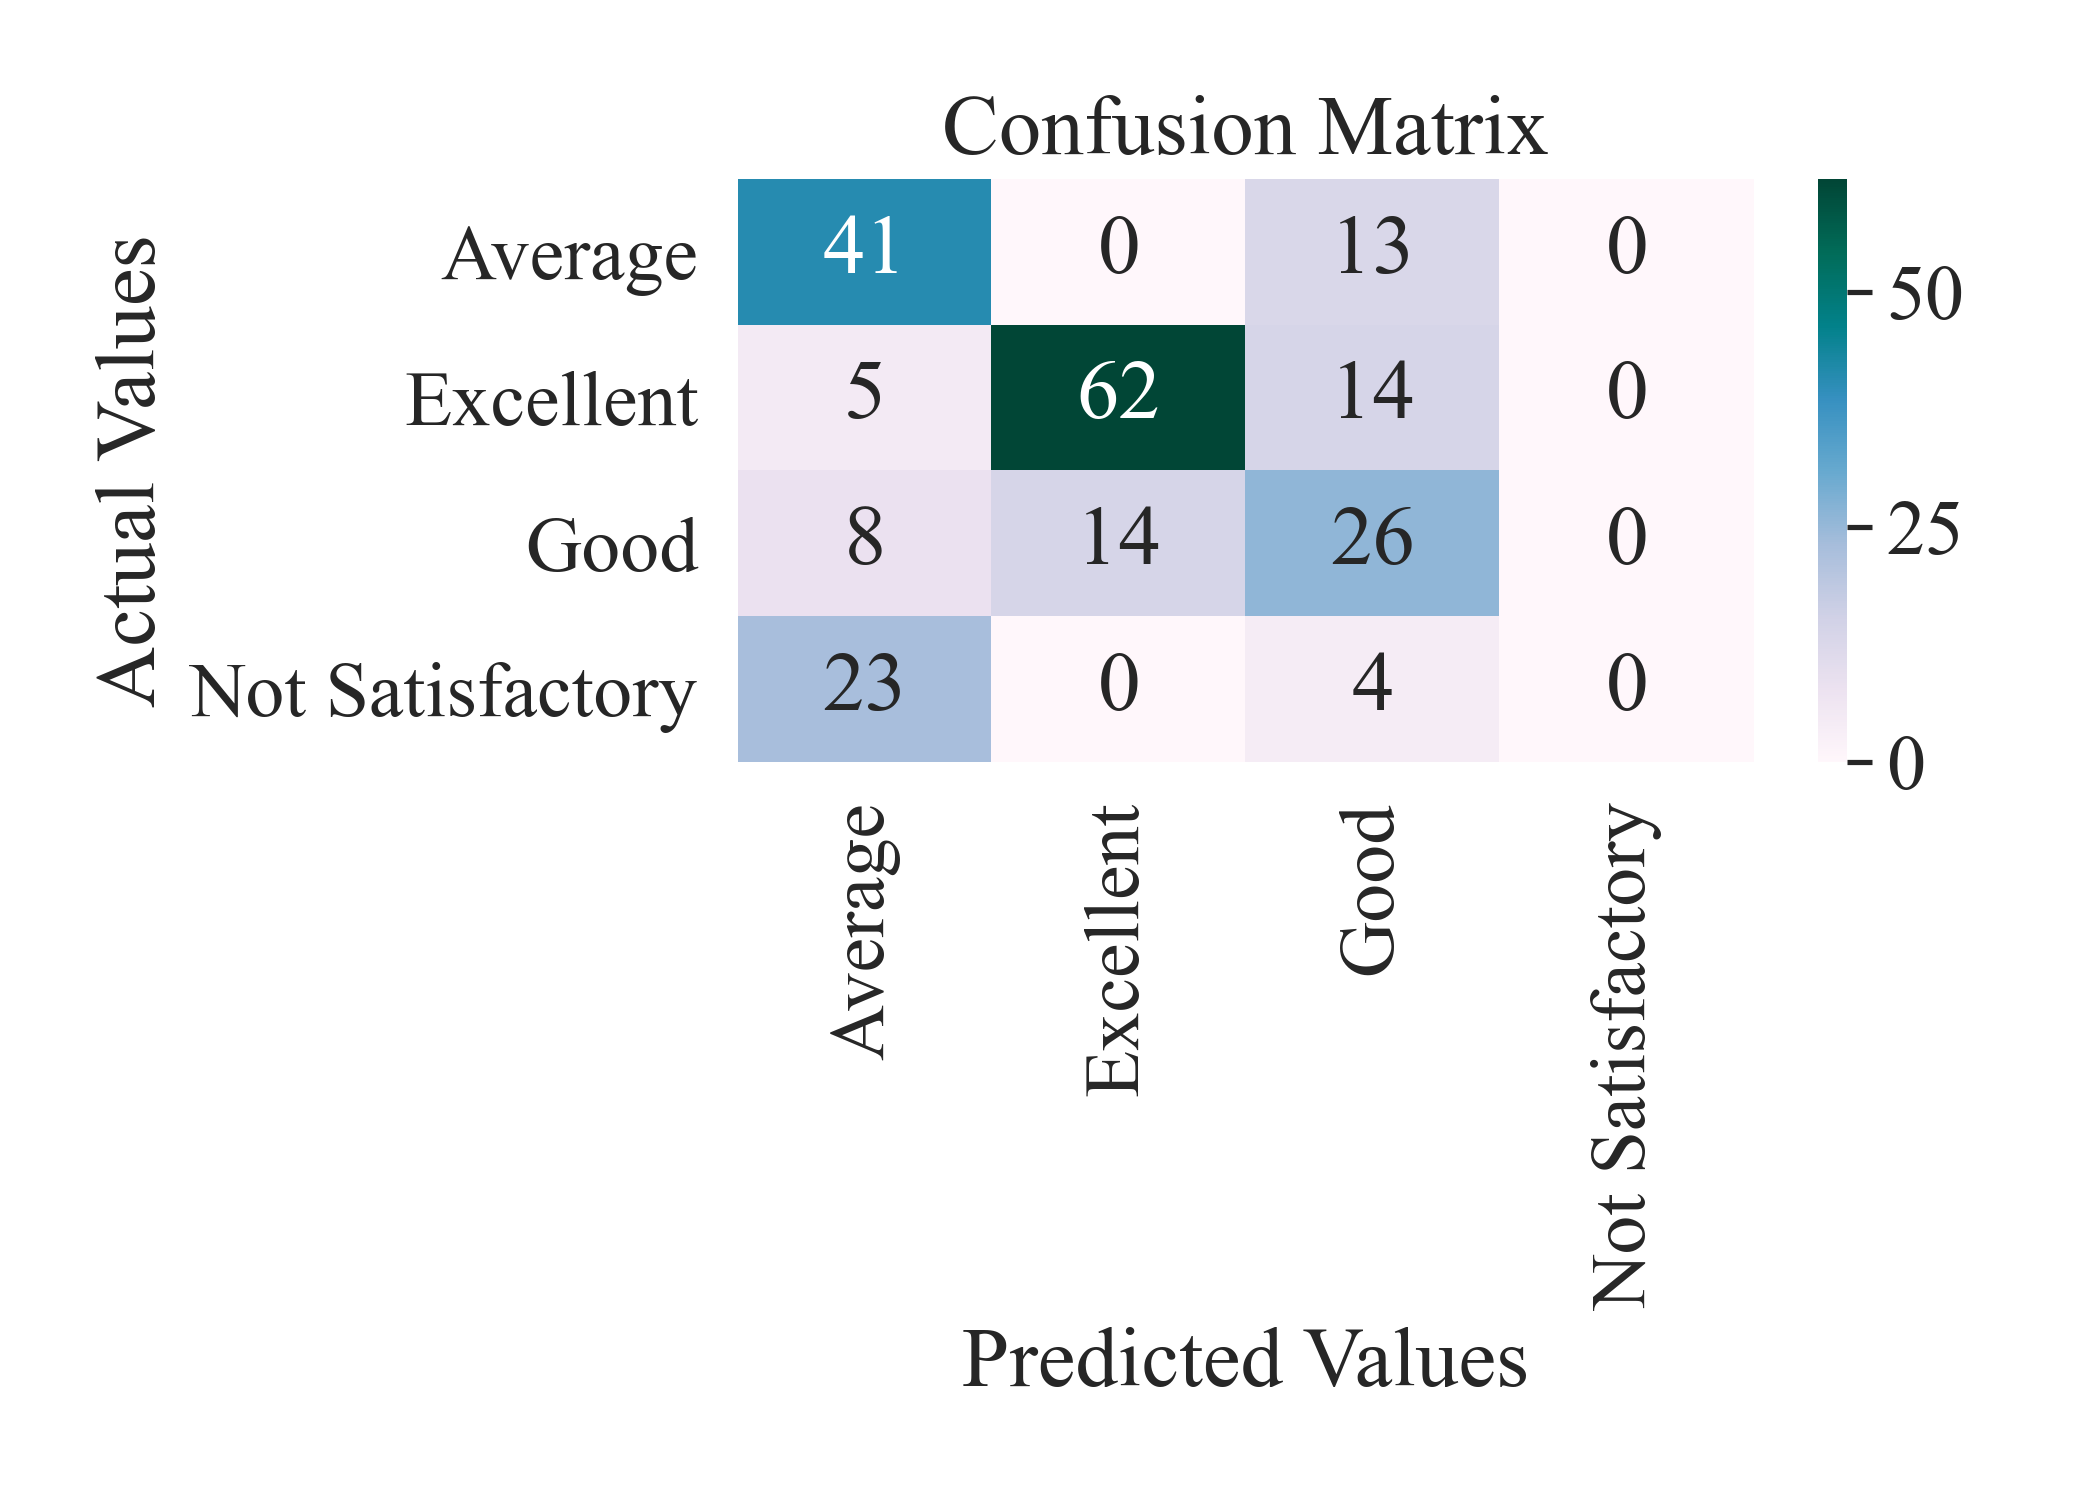 Confusion Matrix
Actual Values
Average 41 0 13 0
Excellent 5 62 14 0
Good 8 14 26 0
Not Satisfactory 23 0 4 0
Average Excellent Good Not Satisfactory
Predicted Values
50
25
0